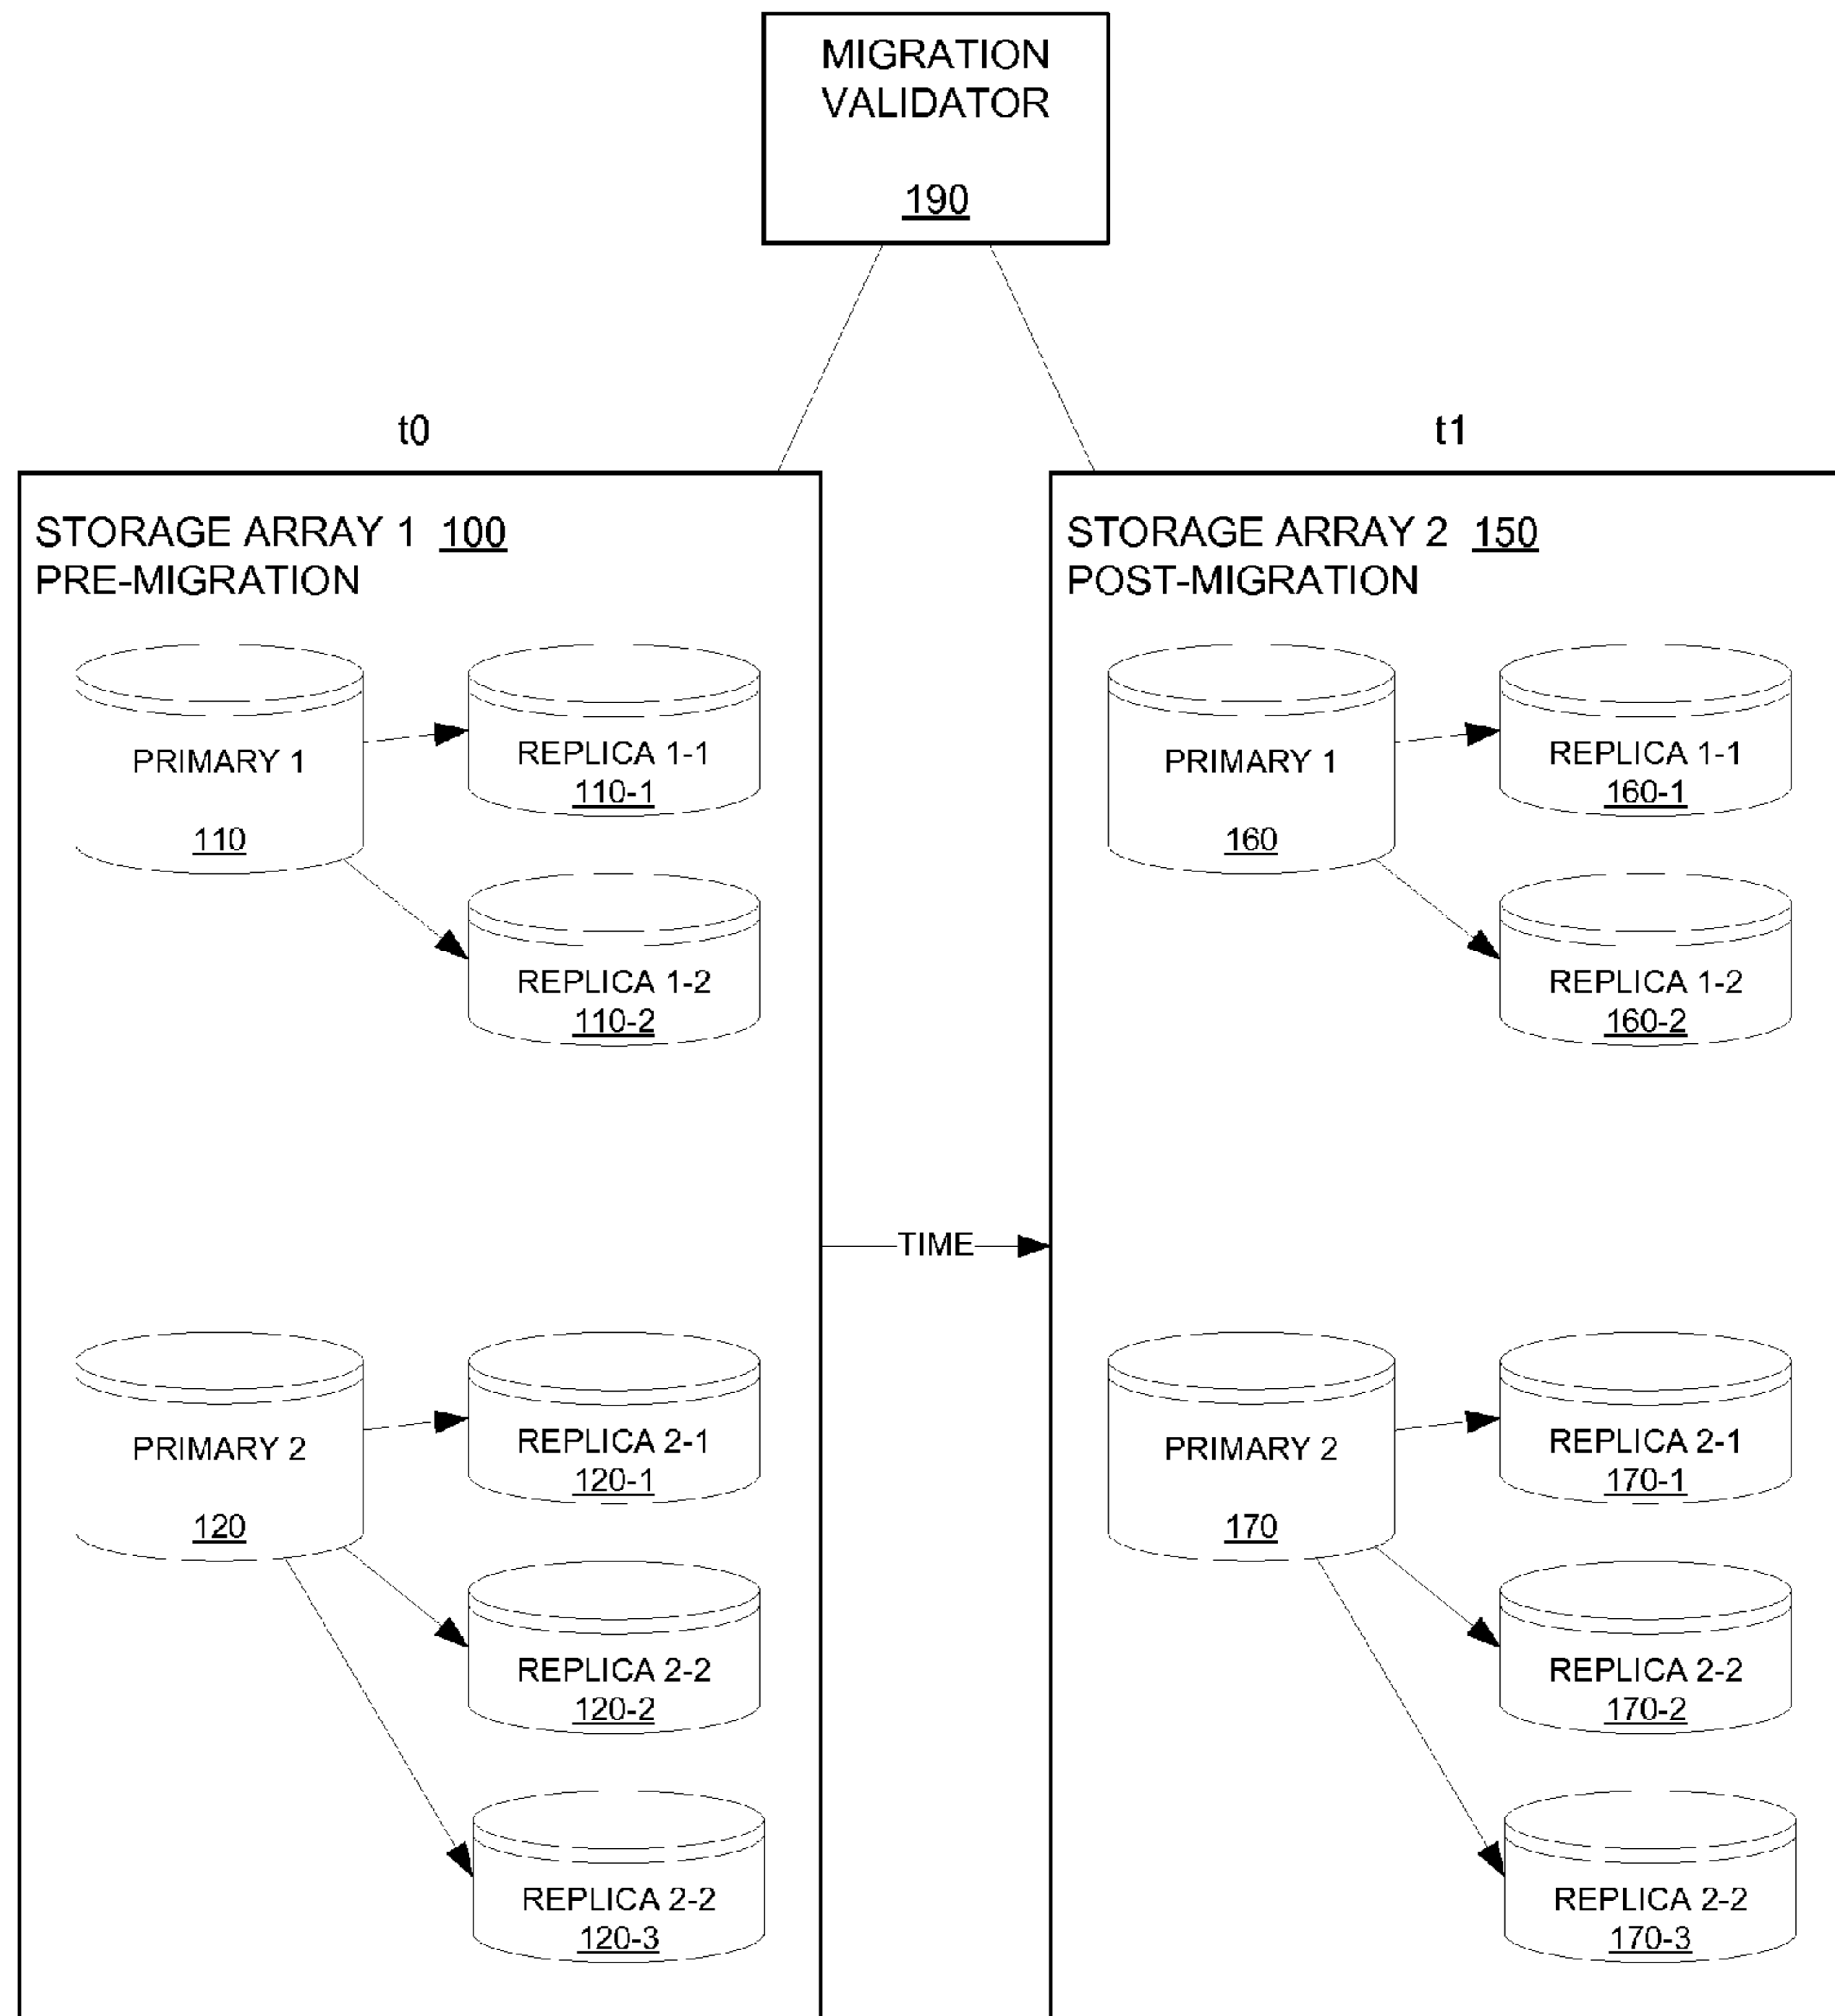 MIGRATION
VALIDATOR
190
t0
t1
STORAGE ARRAY 1 100
PRE-MIGRATION
PRIMARY 1
110
REPLICA 1-1
110-1
REPLICA 1-2
110-2
PRIMARY 2
120
REPLICA 2-1
120-1
REPLICA 2-2
120-2
REPLICA 2-2
120-3
TIME
STORAGE ARRAY 2 150
POST-MIGRATION
PRIMARY 1
160
REPLICA 1-1
160-1
REPLICA 1-2
160-2
PRIMARY 2
170
REPLICA 2-1
170-1
REPLICA 2-2
170-2
REPLICA 2-2
170-3